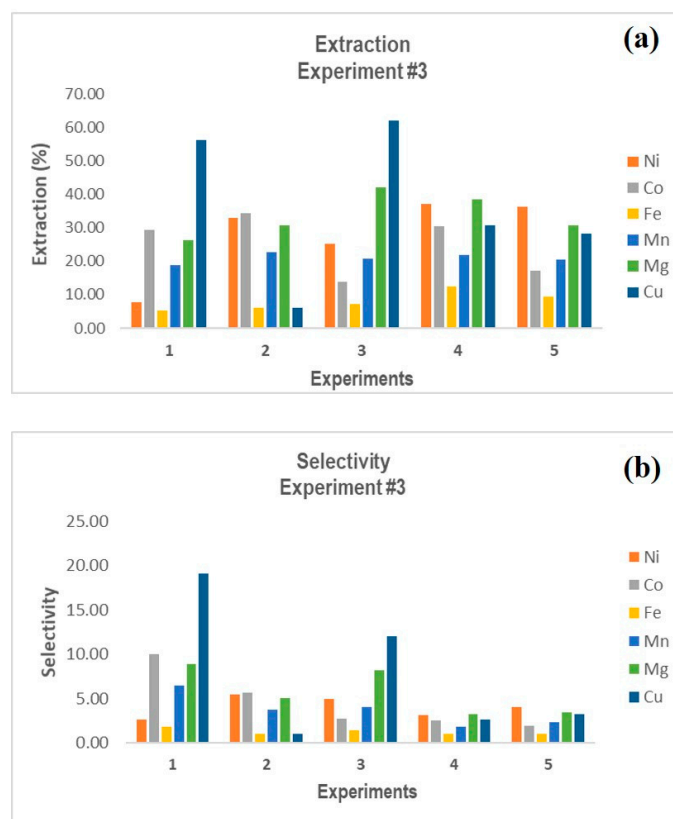 (a)
Extraction
Experiment #3
70.00
60.00
50.00
40.00
30.00
20.00
10.00
0.00
Extraction (%)
1 2 3 4 5
Experiments
Ni
Co
Fe
Mn
Mg
Cu
(b)
Selectivity
Experiment #3
25.00
20.00
15.00
10.00
5.00
0.00
Selectivity
1 2 3 4 5
Experiments
Ni
Co
Fe
Mn
Mg
Cu